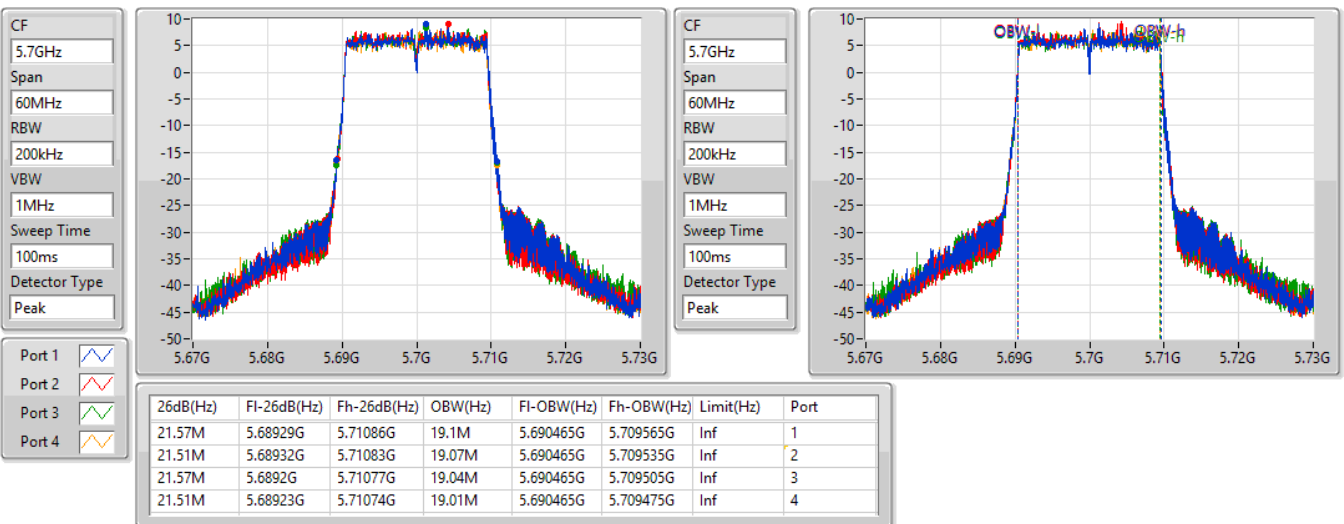 CF
5.7GHz
Span
60MHz
RBW
200kHz
VBW
1MHz
Sweep Time
100ms
Detector Type
Peak
10
5
0
-5
-10
-15
-20
-25
-30
-35
-40
-45
-50
5.67G 5.68G 5.69G 5.7G 5.71G 5.72G 5.73G
CF
5.7GHz
Span
60MHz
RBW
200kHz
VBW
1MHz
Sweep Time
100ms
Detector Type
Peak
10
5
0
-5
-10
-15
-20
-25
-30
-35
-40
-45
-50
OBW-l OBW-h
5.67G 5.68G 5.69G 5.7G 5.71G 5.72G 5.73G
Port 1
Port 2
Port 3
Port 4
26dB(Hz) Fl-26dB(Hz) Fh-26dB(Hz) OBW(Hz) Fl-OBW(Hz) Fh-OBW(Hz) Limit(Hz) Port
21.57M 5.68929G 5.71086G 19.1M 5.690465G 5.709565G Inf 1
21.51M 5.68932G 5.71083G 19.07M 5.690465G 5.709535G Inf 2
21.57M 5.6892G 5.71077G 19.04M 5.690465G 5.709505G Inf 3
21.51M 5.68923G 5.71074G 19.01M 5.690465G 5.709475G Inf 4